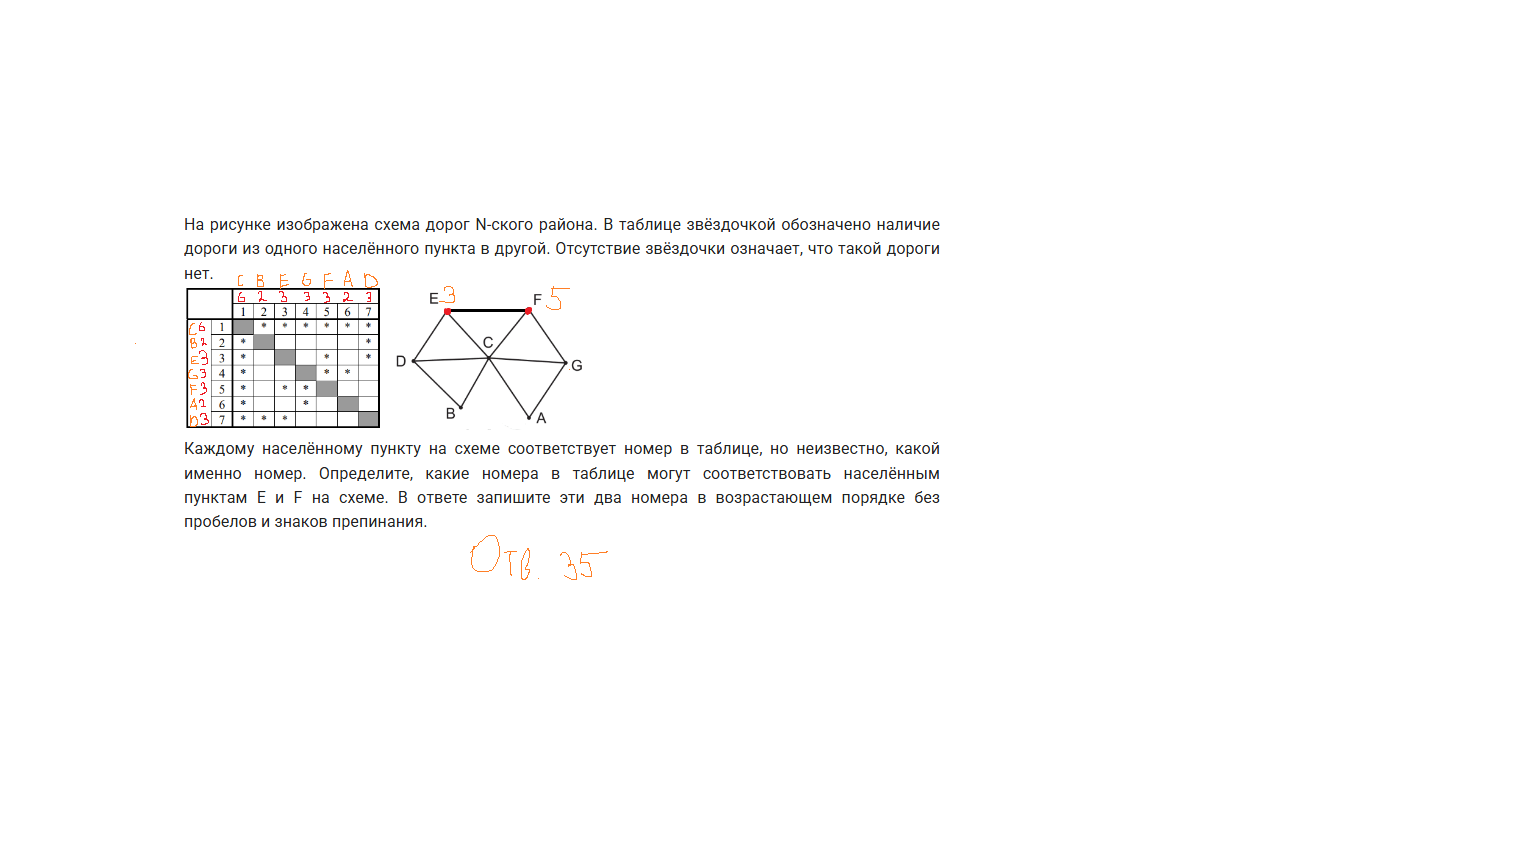 На рисунке изображена схема дорог N-ского района. В таблице звёздочкой обозначено наличие
дороги из одного населённого пункта в другой. Отсутствие звёздочки означает, что такой дороги
нет.
C B E G F A D
6 2 3 3 3 2 3
1 2 3 4 5 6 7
C 6 1 * * * * * *
B 2 2 * *
E 3 3 * * *
G 3 4 * * *
F 3 5 * * *
A 2 6 * *
D 3 7 * * *
E 3 F 5
C
D G
B A
Каждому населённому пункту на схеме соответствует номер в таблице, но неизвестно, какой
именно номер. Определите, какие номера в таблице могут соответствовать населённым
пунктам E и F на схеме. В ответе запишите эти два номера в возрастающем порядке без
пробелов и знаков препинания.
Отв. 35